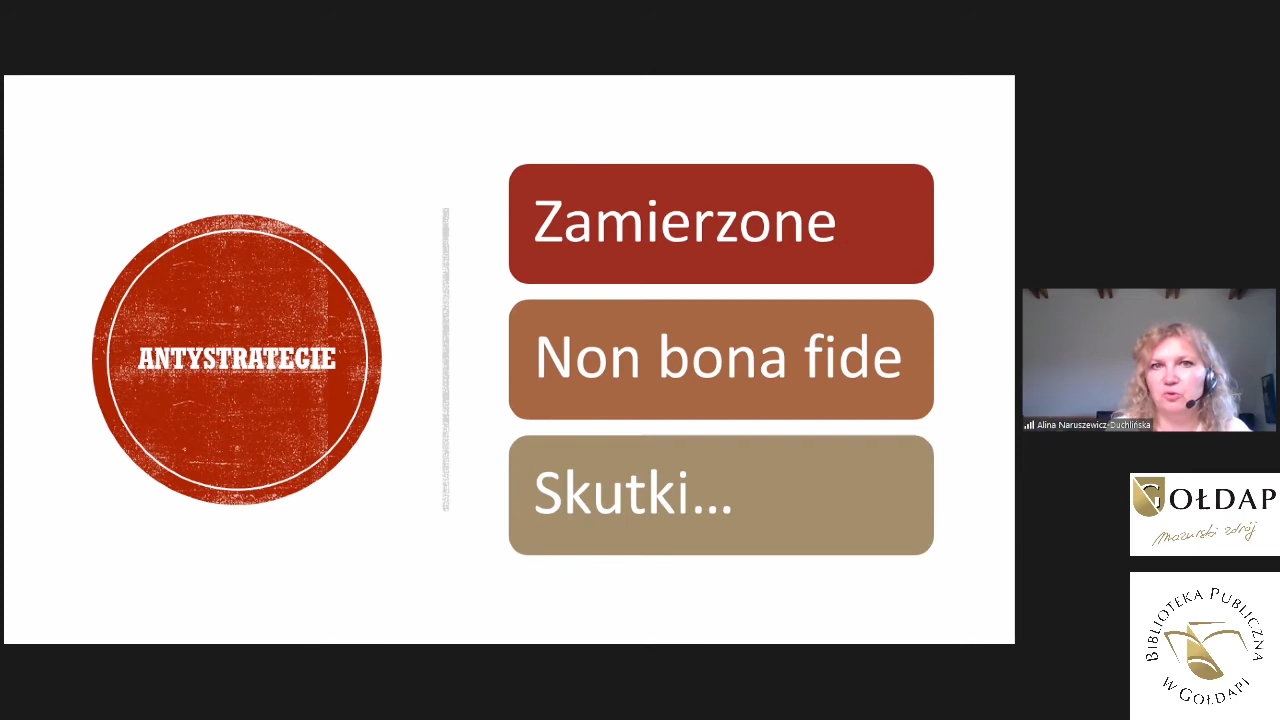 ANTYSTRATEGIE
Zamierzone
Non bona fide
Skutki...
Alina Naruszewicz-Duchlińska
GOŁDAP
mazurski zdrój
BIBLIOTEKA PUBLICZNA
W GOŁDAPI